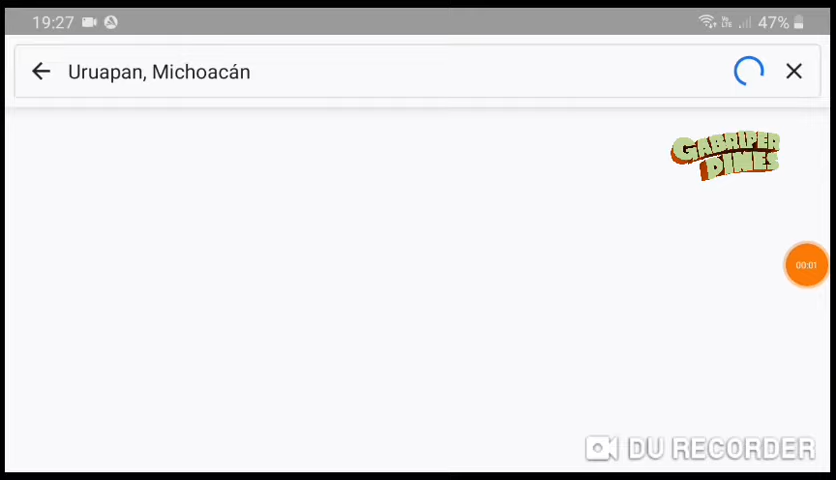 19:27
47%
Uruapan, Michoacán
GABRIPER
DINES
00:01
DU RECORDER